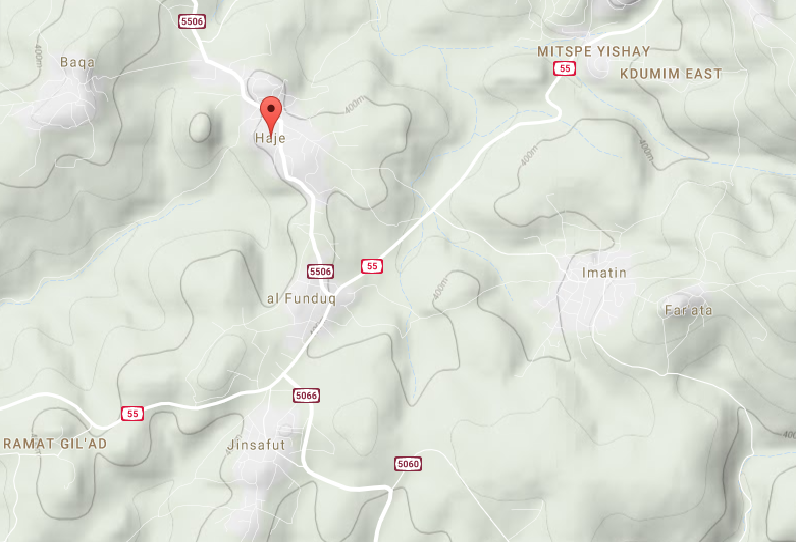 5506
400m
Baqa
MITSPE YISHAY
55
KDUMIM EAST
400m
Haje
400m
400m
5506
55
Imatin
al Funduq
400m
Far'ata
5066
55
RAMAT GIL'AD
Jinsafut
5060